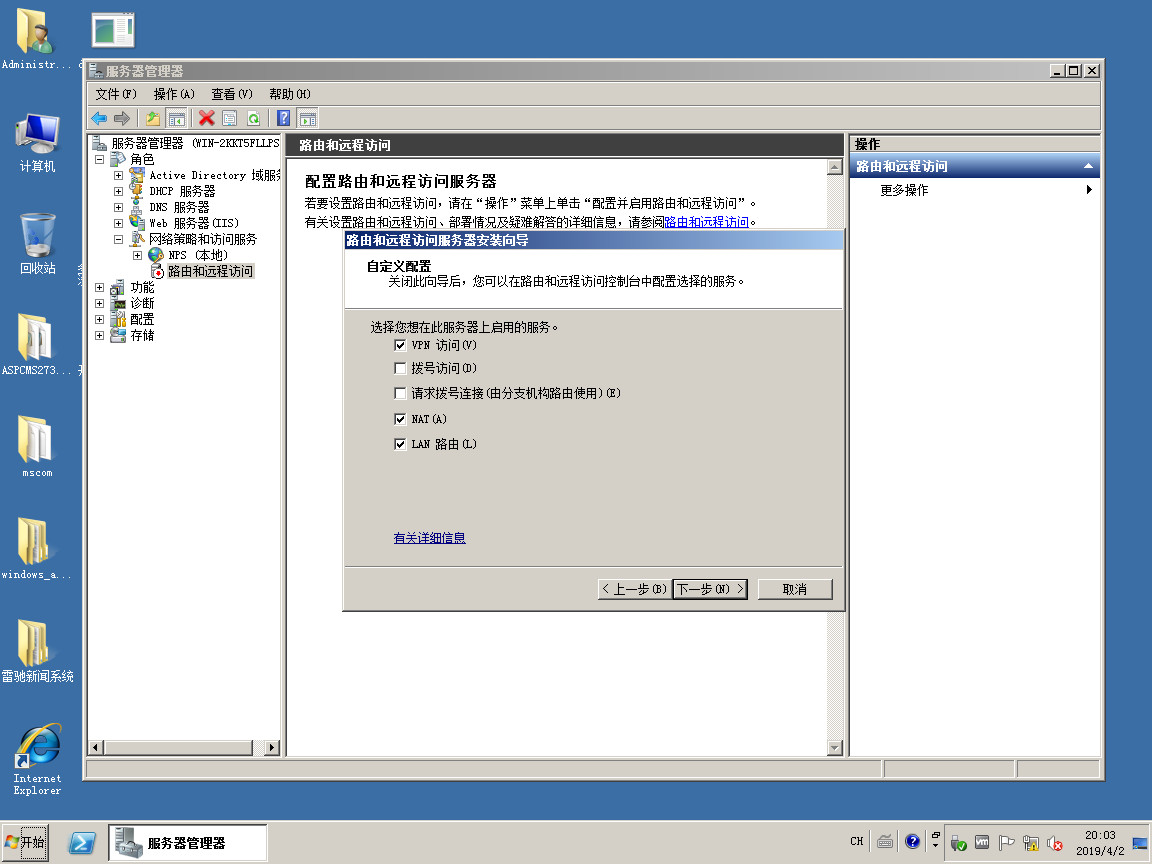 Administr...
计算机
回收站
ASPCMS273...
mscom
windows_a...
雷驰新闻系统
Internet
Explorer
服务器管理器
文件(F) 操作(A) 查看(V) 帮助(H)
服务器管理器 (WIN-2KKT5FLLPS
角色
Active Directory 域服务
DHCP 服务器
DNS 服务器
Web 服务器(IIS)
网络策略和访问服务
NPS (本地)
路由和远程访问
功能
诊断
配置
存储
路由和远程访问
配置路由和远程访问服务器
若要设置路由和远程访问，请在“操作”菜单上单击“配置并启用路由和远程访问”。
有关设置路由和远程访问、部署情况及疑难解答的详细信息，请参阅路由和远程访问。
路由和远程访问服务器安装向导
自定义配置
关闭此向导后，您可以在路由和远程访问控制台中配置选择的服务。
选择您想在此服务器上启用的服务。
VPN 访问(V)
拨号访问(D)
请求拨号连接(由分支机构路由使用)(E)
NAT(A)
LAN 路由(L)
有关详细信息
< 上一步(B) 下一步(N) > 取消
操作
路由和远程访问
更多操作
开始
服务器管理器
CH
20:03
2019/4/2